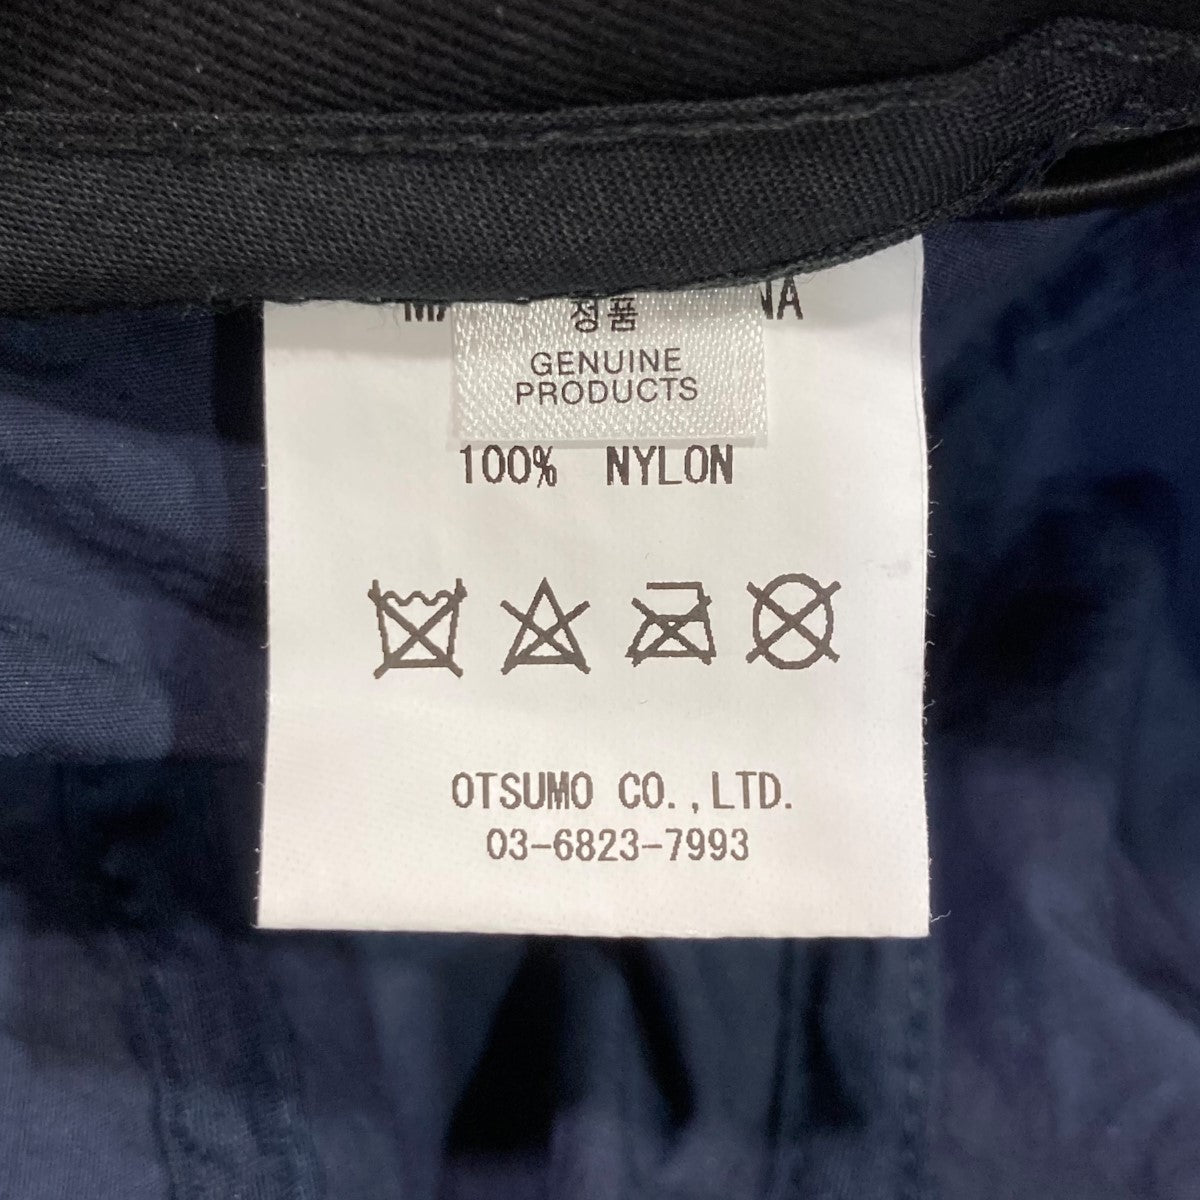 정품
GENUINE
PRODUCTS
100% NYLON
OTSUMO CO.,LTD.
03-6823-7993